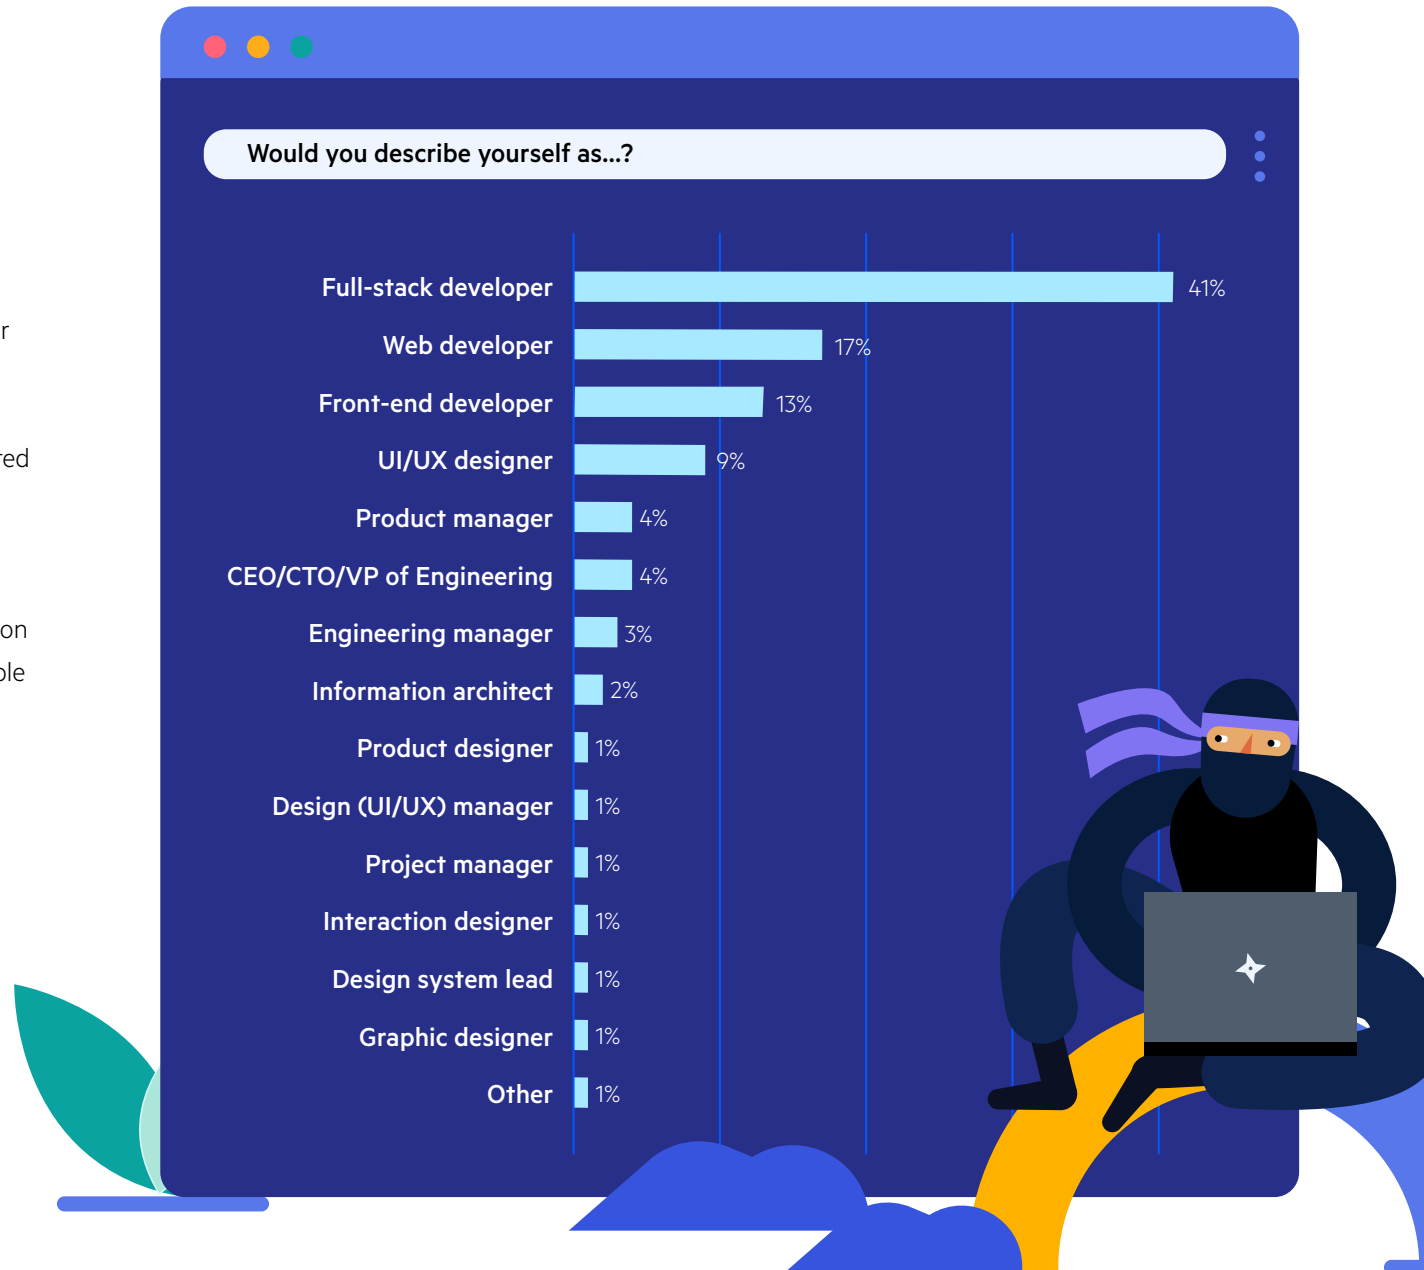 Would you describe yourself as...?
Full-stack developer 41%
Web developer 17%
Front-end developer 13%
UI/UX designer 9%
Product manager 4%
CEO/CTO/VP of Engineering 4%
Engineering manager 3%
Information architect 2%
Product designer 1%
Design (UI/UX) manager 1%
Project manager 1%
Interaction designer 1%
Design system lead 1%
Graphic designer 1%
Other 1%